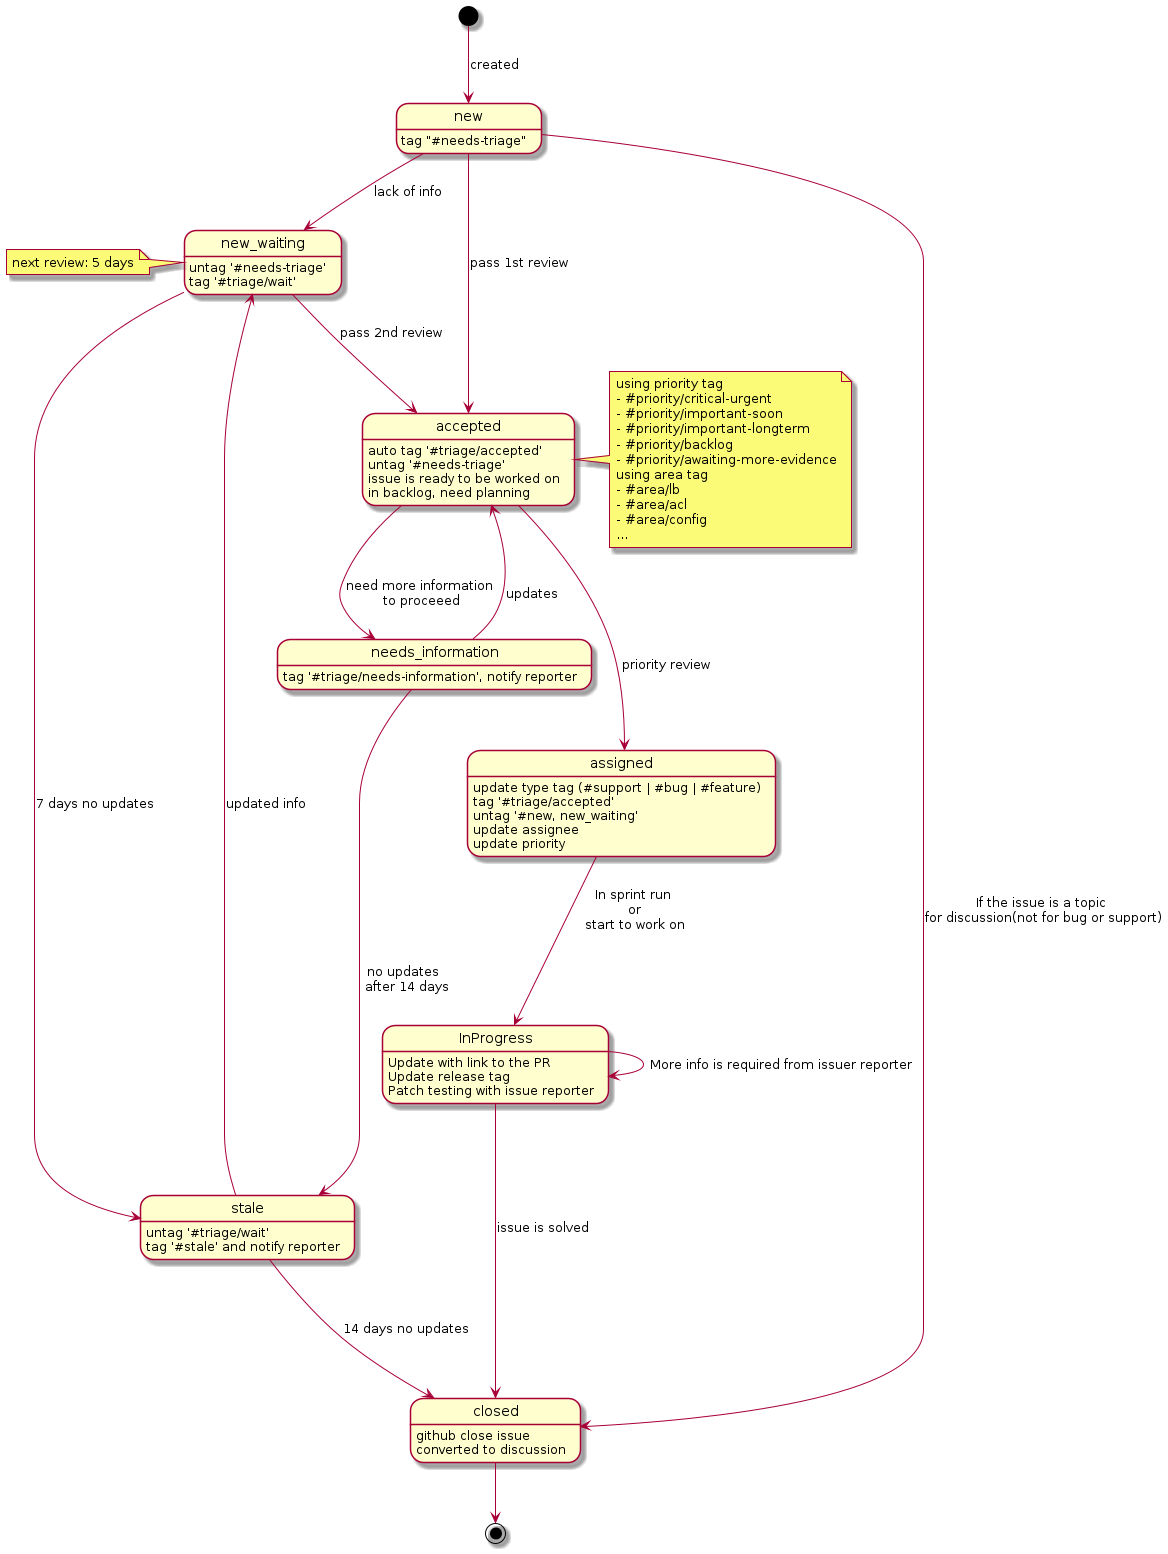 created
new
tag "#needs-triage"
lack of info
new_waiting
untag '#needs-triage'
tag '#triage/wait'
next review: 5 days
pass 1st review
pass 2nd review
using priority tag
- #priority/critical-urgent
- #priority/important-soon
- #priority/important-longterm
- #priority/backlog
- #priority/awaiting-more-evidence
using area tag
- #area/lb
- #area/acl
- #area/config
...
accepted
auto tag '#triage/accepted'
untag '#needs-triage'
issue is ready to be worked on
in backlog, need planning
need more information
to proceeed
updates
needs_information
tag '#triage/needs-information', notify reporter
priority review
assigned
update type tag (#support | #bug | #feature)
tag '#triage/accepted'
untag '#new, new_waiting'
update assignee
update priority
7 days no updates
updated info
In sprint run
or
start to work on
If the issue is a topic
for discussion(not for bug or support)
no updates
after 14 days
InProgress
Update with link to the PR
Update release tag
Patch testing with issue reporter
More info is required from issuer reporter
stale
untag '#triage/wait'
tag '#stale' and notify reporter
issue is solved
14 days no updates
closed
github close issue
converted to discussion